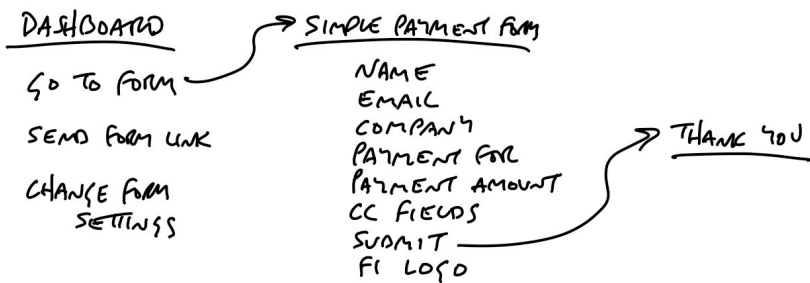 DASHBOARD
GO TO FORM
SEND FORM LINK
CHANGE FORM
SETTINGS
SIMPLE PAYMENT FORM
NAME
EMAIL
COMPANY
PAYMENT FOR
PAYMENT AMOUNT
CC FIELDS
SUBMIT
FI LOGO
THANK YOU